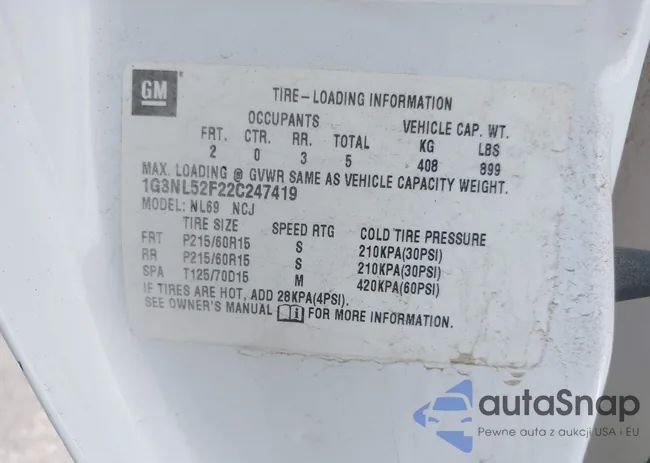 GM
TIRE-LOADING INFORMATION
OCCUPANTS VEHICLE CAP. WT.
FRT. CTR. RR. TOTAL KG LBS
2 0 3 5 408 899
MAX. LOADING @ GVWR SAME AS VEHICLE CAPACITY WEIGHT.
1G3NL52F22C247419
MODEL: NL69 NCJ
TIRE SIZE SPEED RTG COLD TIRE PRESSURE
FRT P215/60R15 S 210KPA(30PSI)
RR P215/60R15 S 210KPA(30PSI)
SPA T125/70D15 M 420KPA(60PSI)
IF TIRES ARE HOT, ADD 28KPA(4PSI).
SEE OWNER'S MANUAL FOR MORE INFORMATION.
autaSnap
Pewne auta z aukcji USA i EU